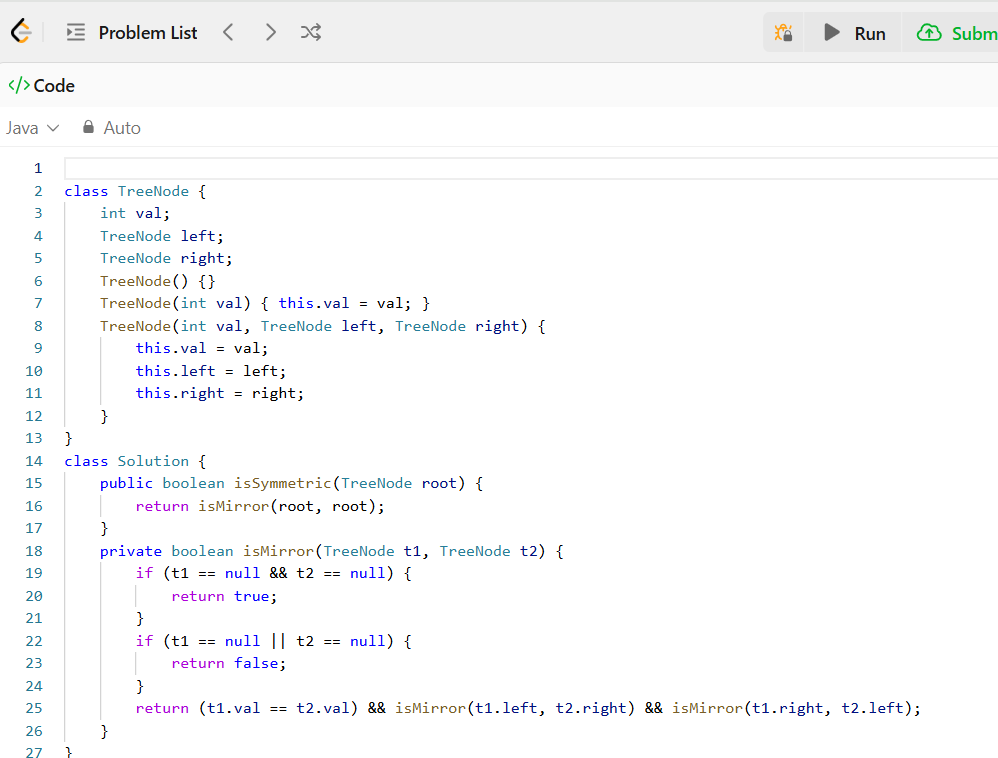 Problem List
Run
Subm
</> Code
Java
Auto
1
2 class TreeNode {
3     int val;
4     TreeNode left;
5     TreeNode right;
6     TreeNode() {}
7     TreeNode(int val) { this.val = val; }
8     TreeNode(int val, TreeNode left, TreeNode right) {
9         this.val = val;
10         this.left = left;
11         this.right = right;
12     }
13 }
14 class Solution {
15     public boolean isSymmetric(TreeNode root) {
16         return isMirror(root, root);
17     }
18     private boolean isMirror(TreeNode t1, TreeNode t2) {
19         if (t1 == null && t2 == null) {
20             return true;
21         }
22         if (t1 == null || t2 == null) {
23             return false;
24         }
25         return (t1.val == t2.val) && isMirror(t1.left, t2.right) && isMirror(t1.right, t2.left);
26     }
27 }